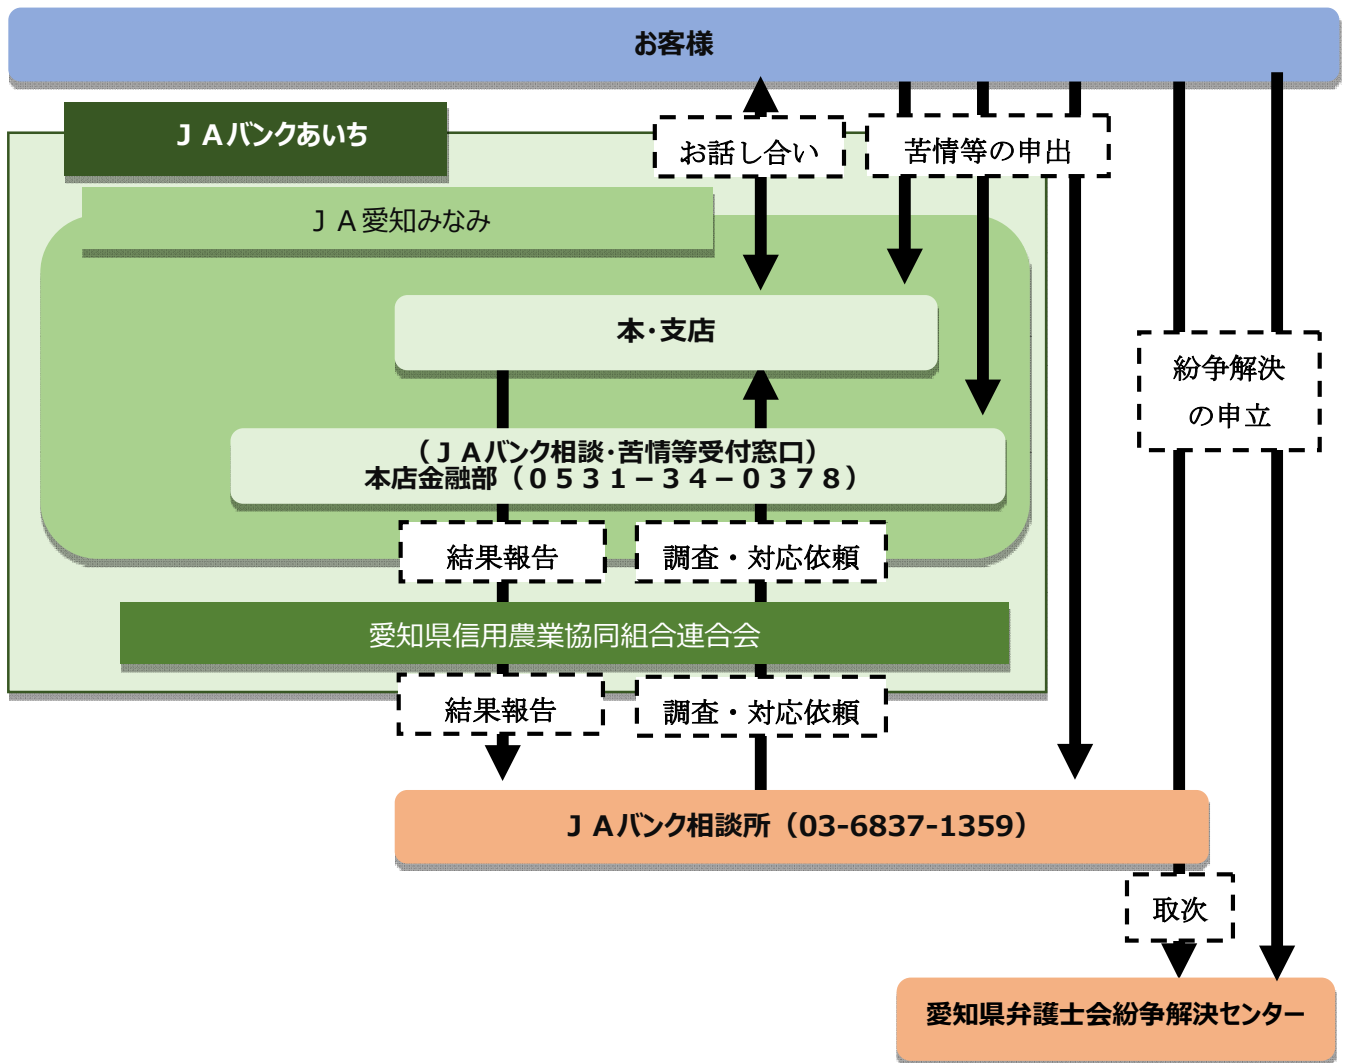 お客様
ＪＡバンクあいち
お話し合い
苦情等の申出
ＪＡ愛知みなみ
本・支店
紛争解決
の申立
（ＪＡバンク相談・苦情等受付窓口）
本店金融部（０５３１－３４－０３７８）
結果報告
調査・対応依頼
愛知県信用農業協同組合連合会
結果報告
調査・対応依頼
ＪＡバンク相談所（03-6837-1359）
取次
愛知県弁護士会紛争解決センター